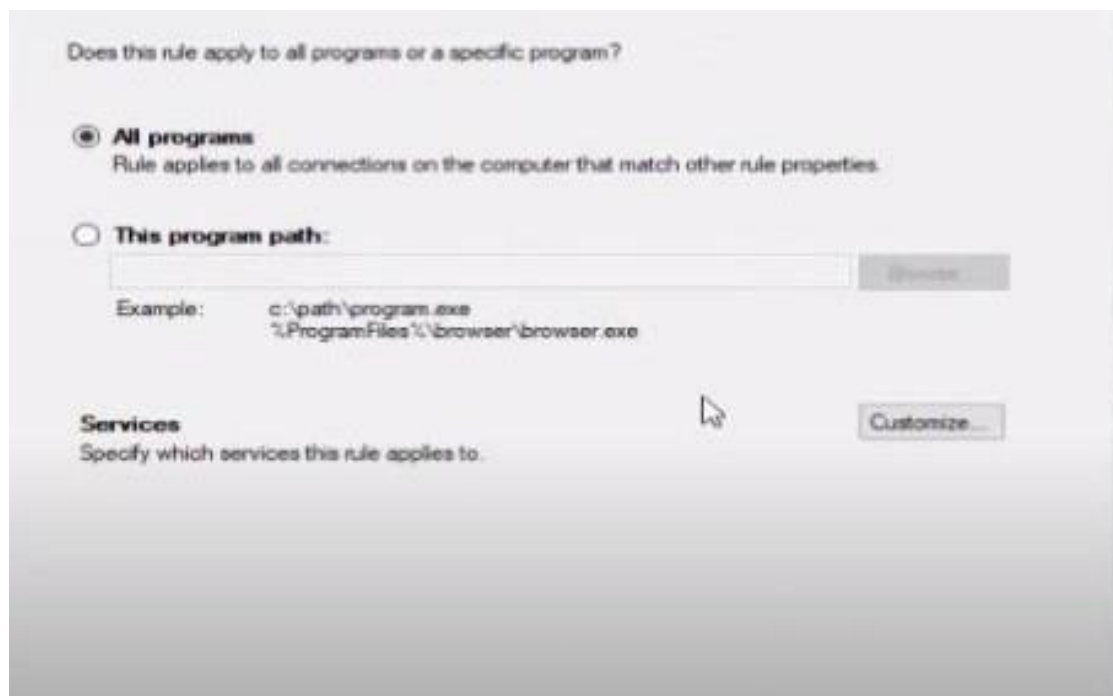 Does this rule apply to all programs or a specific program?
All programs
Rule applies to all connections on the computer that match other rule properties.
This program path:
Example: c:\path\program.exe
%ProgramFiles%\browser\browser.exe
Services
Customize...
Specify which services this rule applies to.